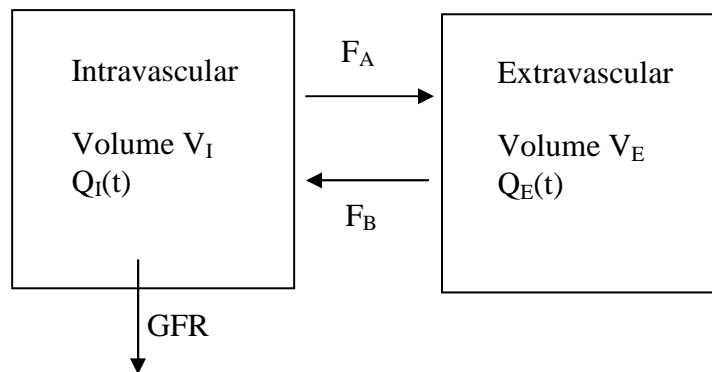 Intravascular
Volume V_I
Q_I(t)
F_A
F_B
Extravascular
Volume V_E
Q_E(t)
GFR